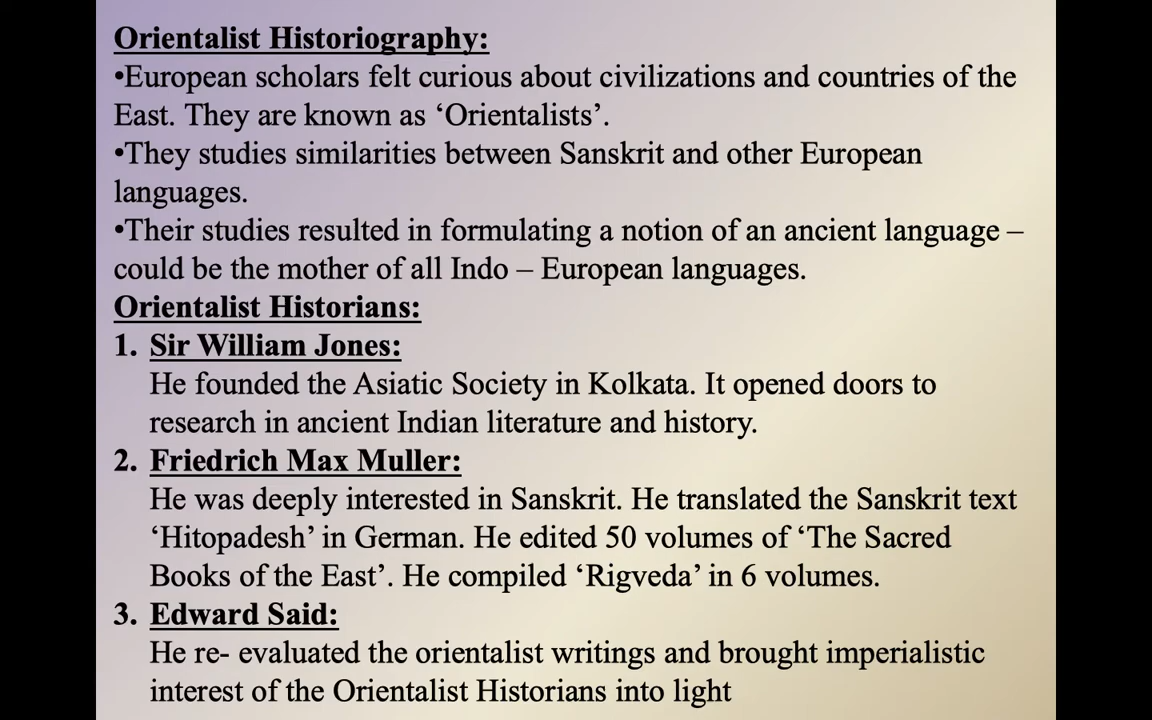 Orientalist Historiography:
•European scholars felt curious about civilizations and countries of the
East. They are known as ‘Orientalists’.
•They studies similarities between Sanskrit and other European
languages.
•Their studies resulted in formulating a notion of an ancient language –
could be the mother of all Indo – European languages.
Orientalist Historians:
1. Sir William Jones:
He founded the Asiatic Society in Kolkata. It opened doors to
research in ancient Indian literature and history.
2. Friedrich Max Muller:
He was deeply interested in Sanskrit. He translated the Sanskrit text
‘Hitopadesh’ in German. He edited 50 volumes of ‘The Sacred
Books of the East’. He compiled ‘Rigveda’ in 6 volumes.
3. Edward Said:
He re- evaluated the orientalist writings and brought imperialistic
interest of the Orientalist Historians into light